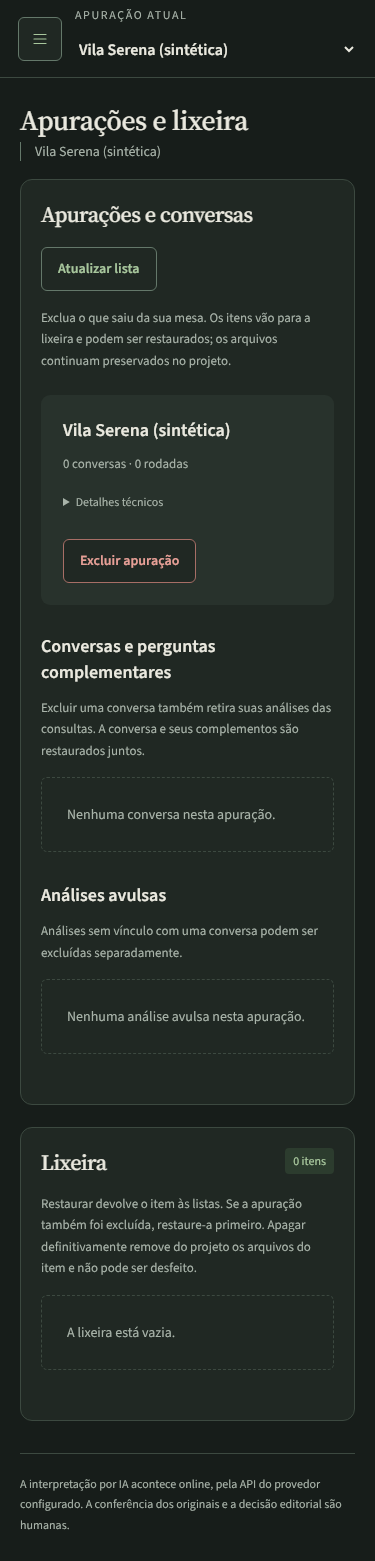 APURAÇÃO ATUAL
Vila Serena (sintética)
Apurações e lixeira
Vila Serena (sintética)
Apurações e conversas
Atualizar lista
Exclua o que saiu da sua mesa. Os itens vão para a
lixeira e podem ser restaurados; os arquivos
continuam preservados no projeto.
Vila Serena (sintética)
0 conversas · 0 rodadas
Detalhes técnicos
Excluir apuração
Conversas e perguntas
complementares
Excluir uma conversa também retira suas análises das
consultas. A conversa e seus complementos são
restaurados juntos.
Nenhuma conversa nesta apuração.
Análises avulsas
Análises sem vínculo com uma conversa podem ser
excluídas separadamente.
Nenhuma análise avulsa nesta apuração.
Lixeira
0 itens
Restaurar devolve o item às listas. Se a apuração
também foi excluída, restaure-a primeiro. Apagar
definitivamente remove do projeto os arquivos do
item e não pode ser desfeito.
A lixeira está vazia.
A interpretação por IA acontece online, pela API do provedor
configurado. A conferência dos originais e a decisão editorial são
humanas.